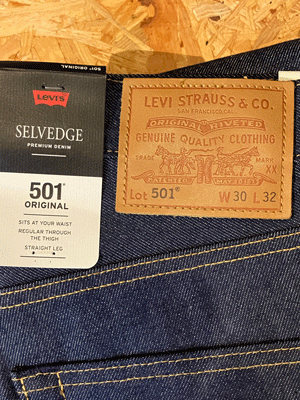 501® ORIGINAL
Levi's
SELVEDGE
PREMIUM DENIM
501®
ORIGINAL
SITS AT YOUR WAIST
REGULAR THROUGH
THE THIGH
STRAIGHT LEG
LEVI STRAUSS & CO.
SAN FRANCISCO, CAL.
ORIGINAL RIVETED
GENUINE QUALITY CLOTHING
TRADE MARK
XX
PATENTED
Lot 501® W 30 L 32